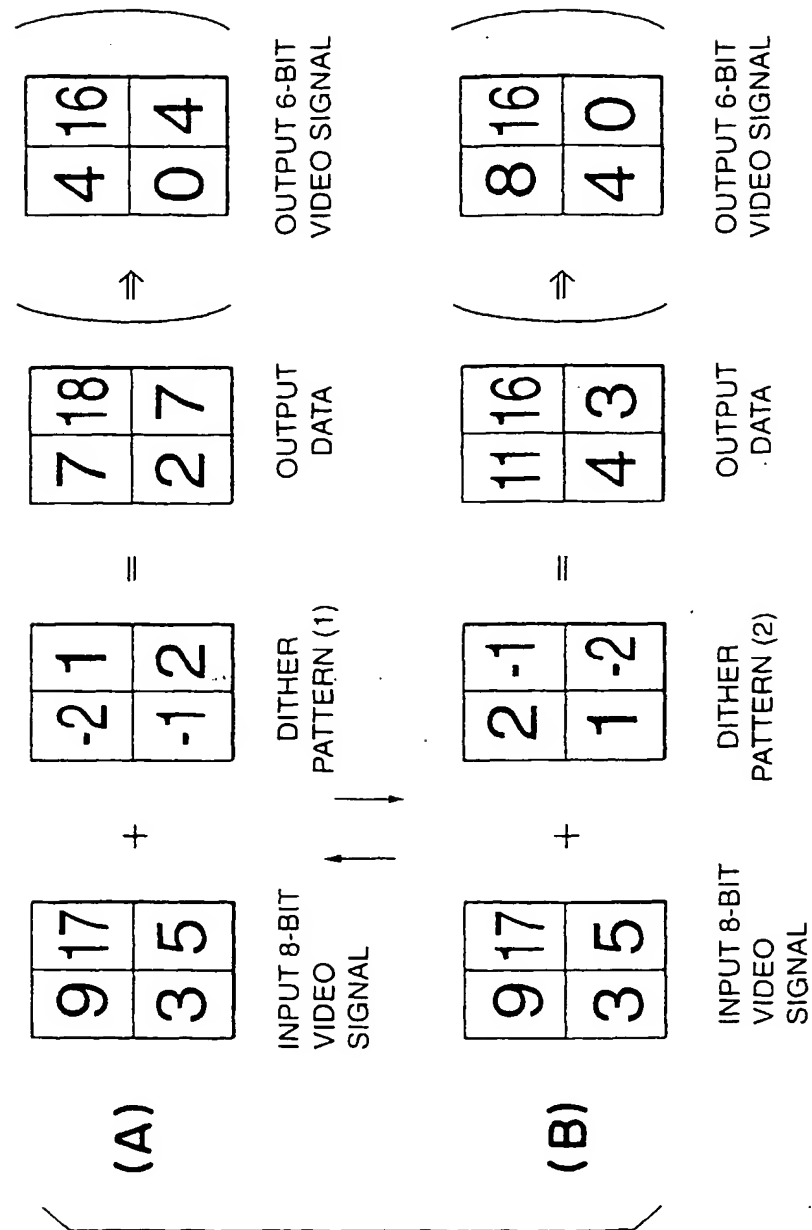 (A)
9 17
3 5
INPUT 8-BIT
VIDEO
SIGNAL
+
-2 1
-1 2
DITHER
PATTERN (1)
=
7 18
2 7
OUTPUT
DATA
(
⇒
4 16
0 4
OUTPUT 6-BIT
VIDEO SIGNAL
)
(B)
9 17
3 5
INPUT 8-BIT
VIDEO
SIGNAL
+
2 -1
1 -2
DITHER
PATTERN (2)
=
11 16
4 3
OUTPUT
DATA
(
⇒
8 16
4 0
OUTPUT 6-BIT
VIDEO SIGNAL
)